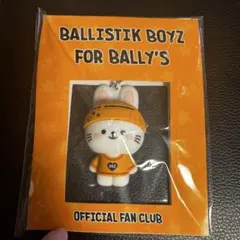 BALLISTIK BOYZ
FOR BALLY'S
OFFICIAL FAN CLUB